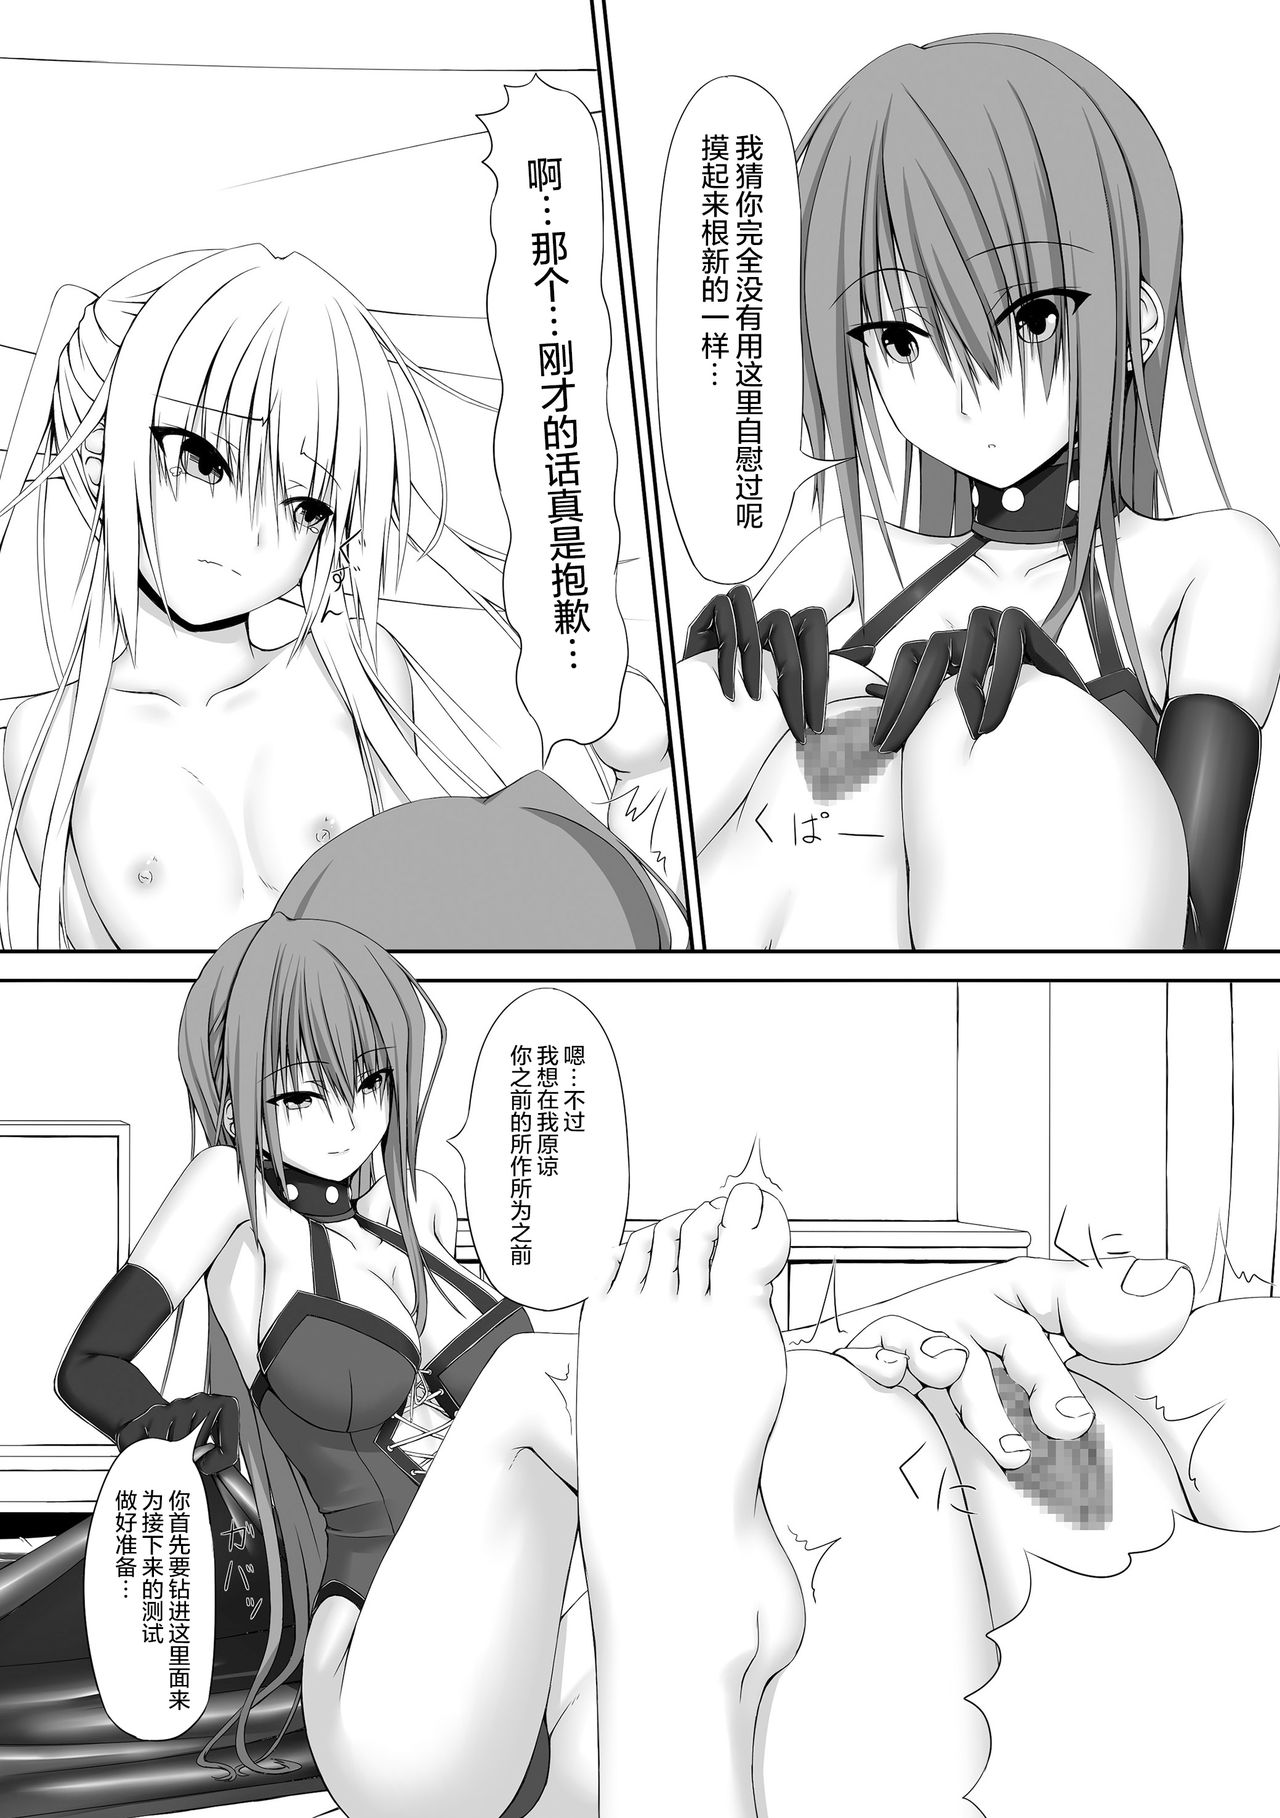 我猜你完全没有用这里自慰过呢
摸起来根新的一样…
くぱー
啊…那个…刚才的话真是抱歉…
嗯…不过
我想在我原谅
你之前的所作所为之前
くに
你首先要钻进这里面来
为接下来的测试
做好准备…
ガバッ